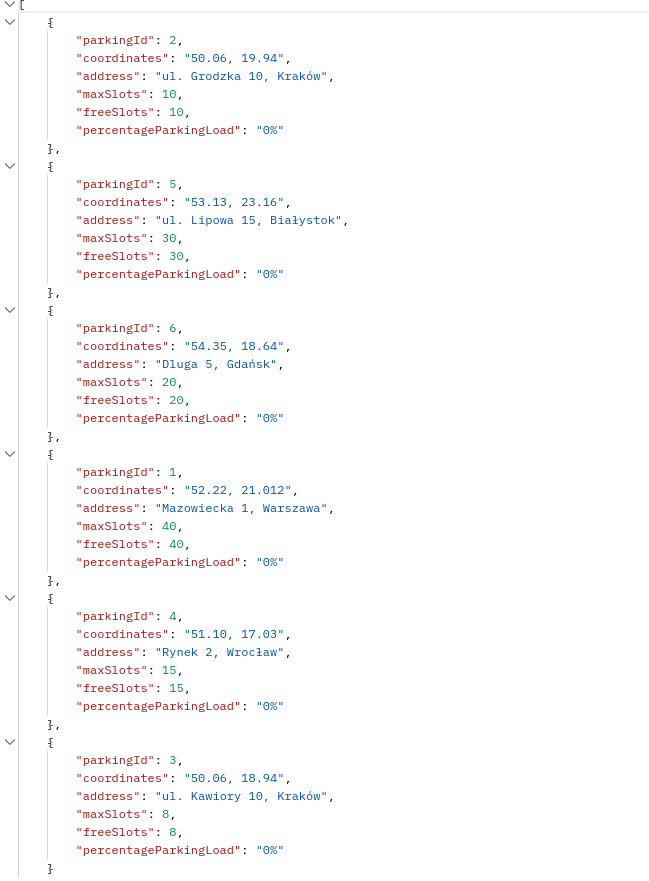 [
{
"parkingId": 2,
"coordinates": "50.06, 19.94",
"address": "ul. Grodzka 10, Kraków",
"maxSlots": 10,
"freeSlots": 10,
"percentageParkingLoad": "0%"
},
{
"parkingId": 5,
"coordinates": "53.13, 23.16",
"address": "ul. Lipowa 15, Białystok",
"maxSlots": 30,
"freeSlots": 30,
"percentageParkingLoad": "0%"
},
{
"parkingId": 6,
"coordinates": "54.35, 18.64",
"address": "Dluga 5, Gdańsk",
"maxSlots": 20,
"freeSlots": 20,
"percentageParkingLoad": "0%"
},
{
"parkingId": 1,
"coordinates": "52.22, 21.012",
"address": "Mazowiecka 1, Warszawa",
"maxSlots": 40,
"freeSlots": 40,
"percentageParkingLoad": "0%"
},
{
"parkingId": 4,
"coordinates": "51.10, 17.03",
"address": "Rynek 2, Wrocław",
"maxSlots": 15,
"freeSlots": 15,
"percentageParkingLoad": "0%"
},
{
"parkingId": 3,
"coordinates": "50.06, 18.94",
"address": "ul. Kawiory 10, Kraków",
"maxSlots": 8,
"freeSlots": 8,
"percentageParkingLoad": "0%"
}